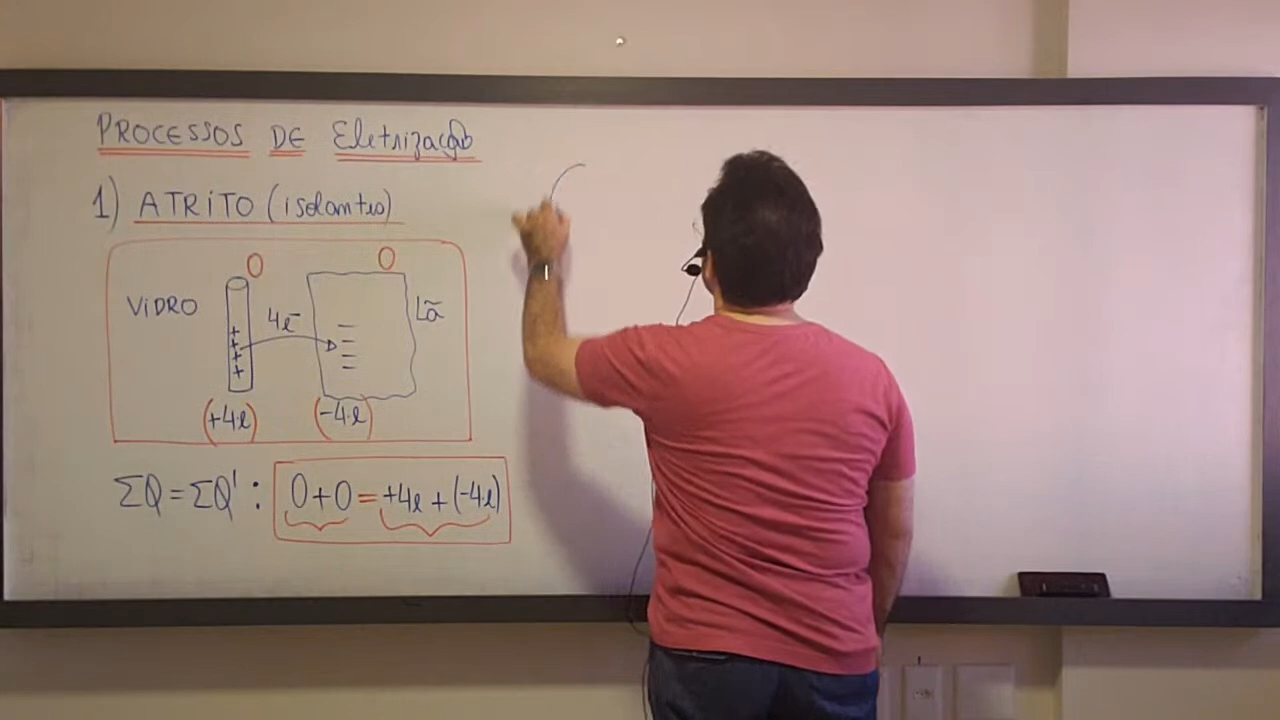 PROCESSOS DE Eletrização
1) ATRITO (isolantes)
0 0
VIDRO
4e⁻
Lã
+
+
+
+
−
−
−
−
(+4e) (−4e)
ΣQ = ΣQ' : 0 + 0 = +4e + (−4e)